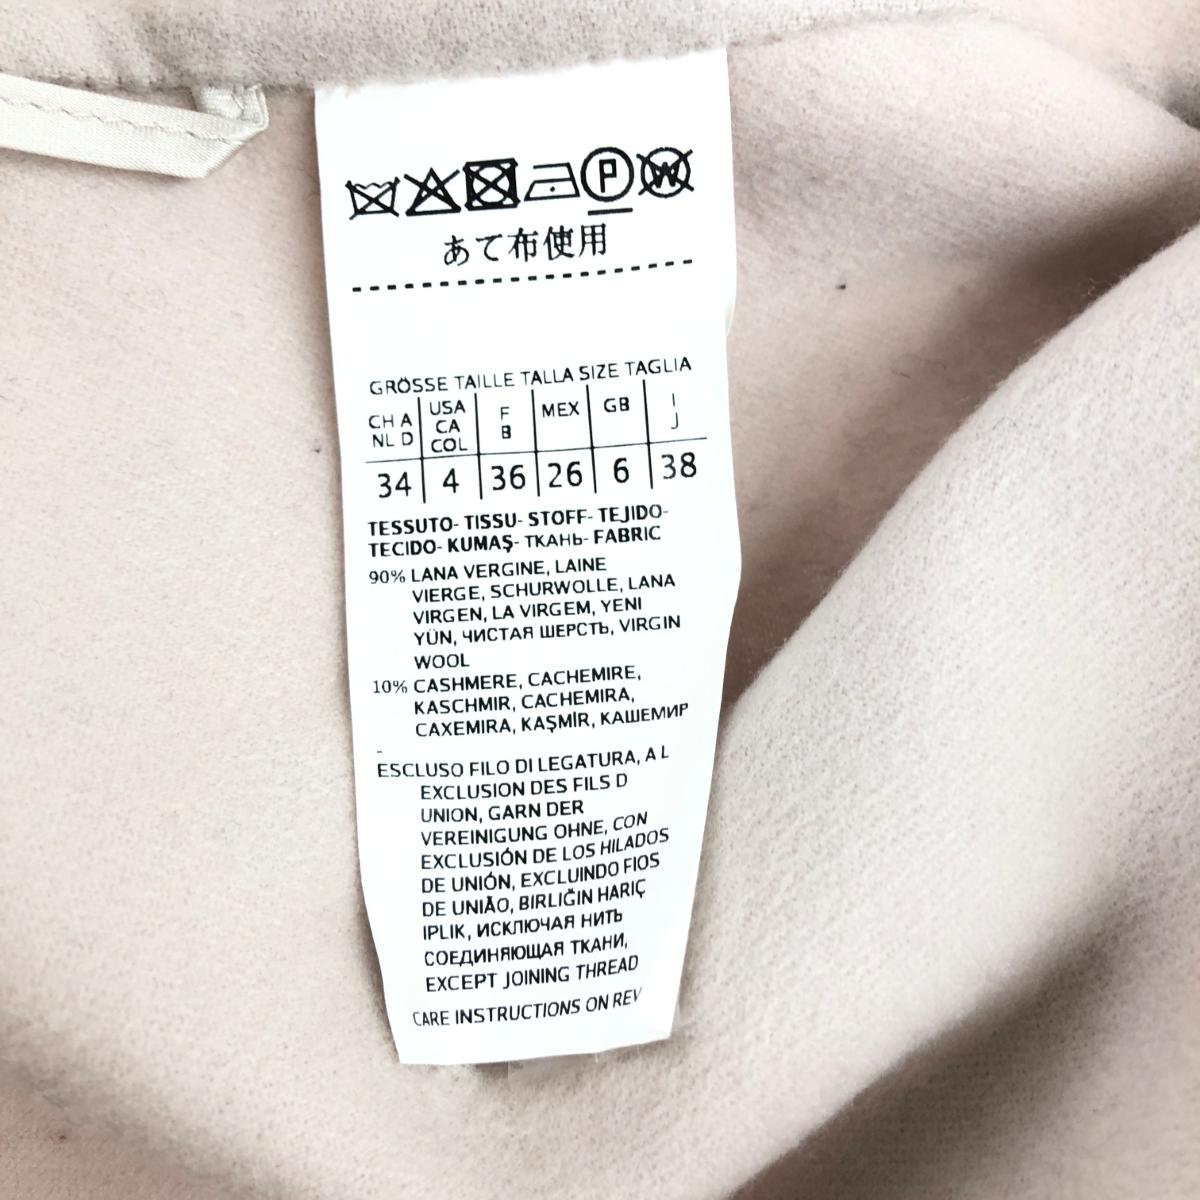 P W
あて布使用
GRÖSSE TAILLE TALLA SIZE TAGLIA
CH A NL D USA CA COL F B MEX GB I J
34 4 36 26 6 38
TESSUTO- TISSU- STOFF- TEJIDO-
TECIDO- KUMAŞ- ТКАНЬ- FABRIC
90% LANA VERGINE, LAINE
VIERGE, SCHURWOLLE, LANA
VIRGEN, LA VIRGEM, YENI
YÜN, ЧИСТАЯ ШЕРСТЬ, VIRGIN
WOOL
10% CASHMERE, CACHEMIRE,
KASCHMIR, CACHEMIRA,
CAXEMIRA, KAŞMİR, КАШЕМИР
-
ESCLUSO FILO DI LEGATURA, A L
EXCLUSION DES FILS D
UNION, GARN DER
VEREINIGUNG OHNE, CON
EXCLUSIÓN DE LOS HILADOS
DE UNIÓN, EXCLUINDO FIOS
DE UNIÃO, BIRLIĞIN HARIÇ
IPLIK, ИСКЛЮЧАЯ НИТЬ
СОЕДИНЯЮЩАЯ ТКАНИ,
EXCEPT JOINING THREAD
CARE INSTRUCTIONS ON REV